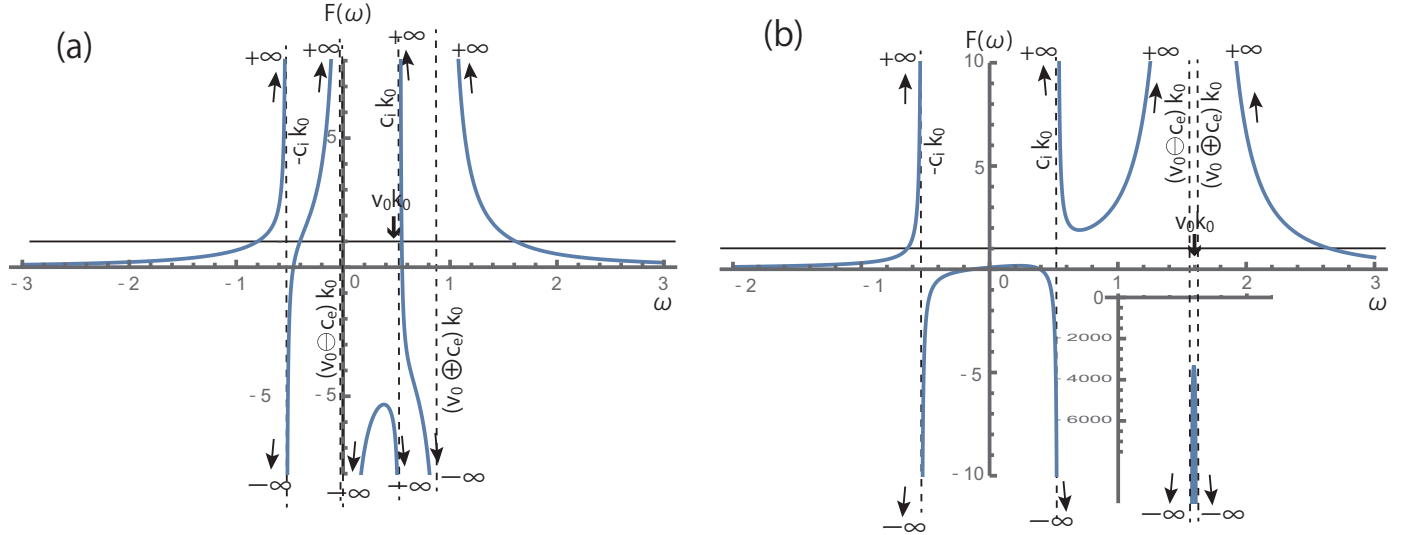 (a)
F(ω)
+∞
+∞
+∞
+∞
-cᵢ k₀
cᵢ k₀
5
v₀k₀
-3
-2
-1
0
1
2
3
ω
(v₀⊖cₑ) k₀
(v₀⊕cₑ) k₀
-5
-5
−∞
−∞
−∞
+∞
−∞
(b)
F(ω)
+∞
+∞
+∞
+∞
10
-cᵢ k₀
cᵢ k₀
(v₀⊖cₑ) k₀
(v₀⊕cₑ) k₀
5
v₀k₀
-2
-1
0
1
2
3
ω
0
2000
4000
6000
-5
-10
−∞
−∞
−∞
−∞